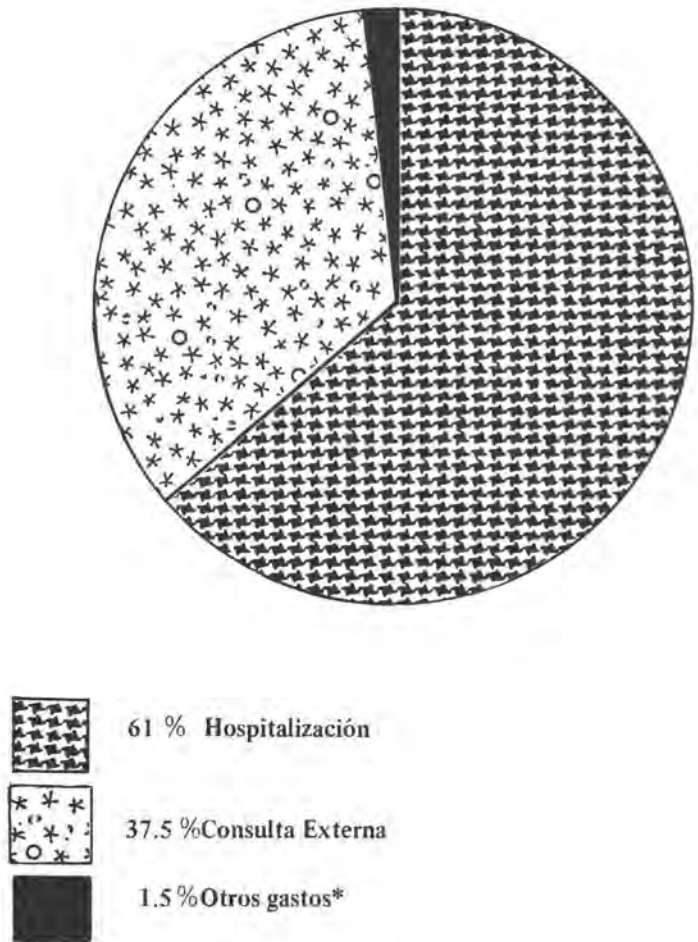 61 % Hospitalización
37.5 % Consulta Externa
1.5 % Otros gastos*